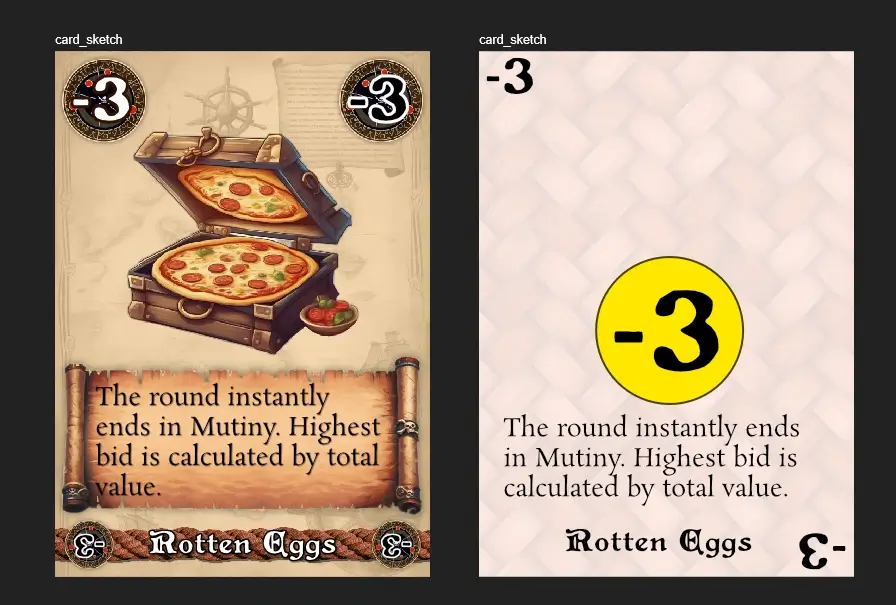 card_sketch
-3
-3
The round instantly
ends in Mutiny. Highest
bid is calculated by total
value.
-3
Rotten Eggs
-3
card_sketch
-3
-3
The round instantly ends
in Mutiny. Highest bid is
calculated by total value.
Rotten Eggs
-3